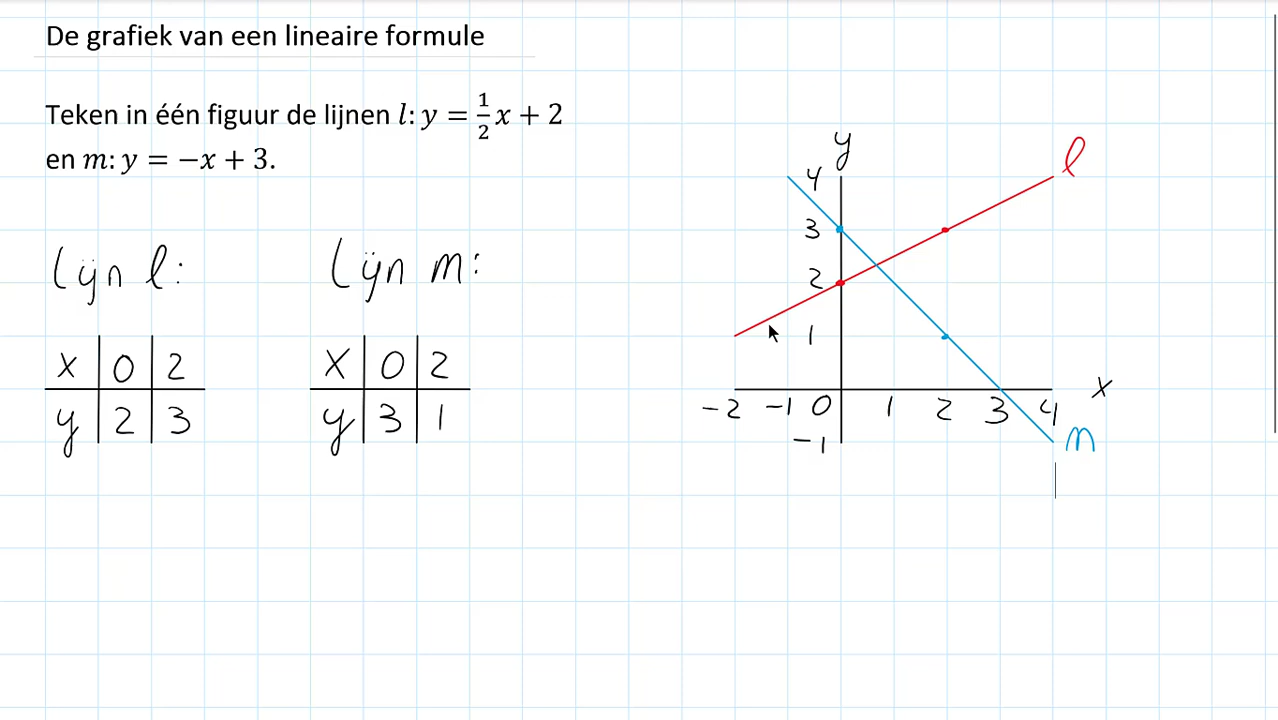 De grafiek van een lineaire formule
Teken in één figuur de lijnen l: y = 1/2 x + 2
en m: y = −x + 3.
Lijn l:
x 0 2
y 2 3
Lijn m:
x 0 2
y 3 1
y
l
4
3
2
1
x
-2 -1 0 1 2 3 4
-1
m